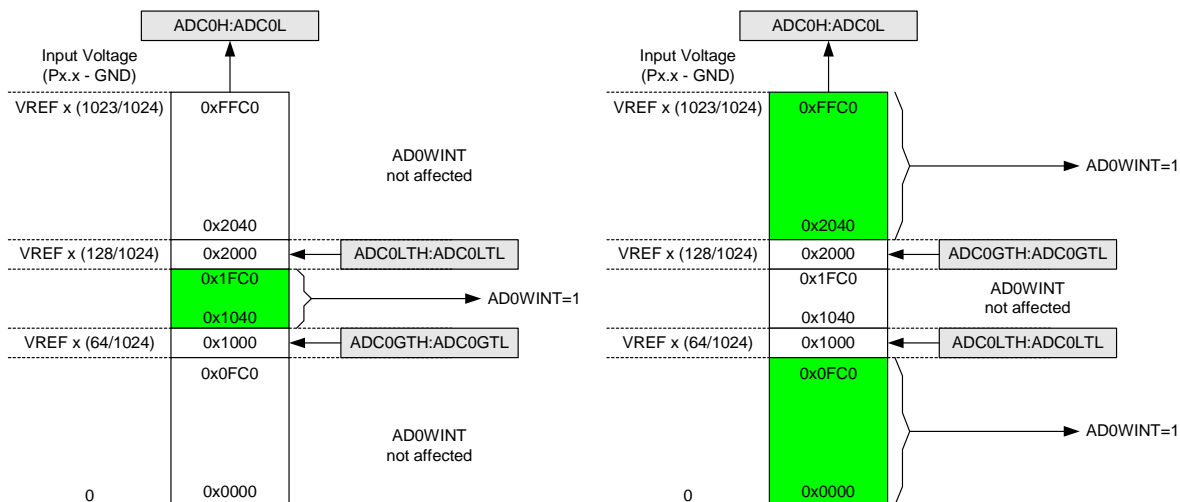 ADC0H:ADC0L
Input Voltage
(Px.x - GND)
VREF x (1023/1024)
0xFFC0
AD0WINT
not affected
0x2040
VREF x (128/1024)
0x2000
ADC0LTH:ADC0LTL
0x1FC0
AD0WINT=1
0x1040
VREF x (64/1024)
0x1000
ADC0GTH:ADC0GTL
0x0FC0
AD0WINT
not affected
0
0x0000
ADC0H:ADC0L
Input Voltage
(Px.x - GND)
VREF x (1023/1024)
0xFFC0
AD0WINT=1
0x2040
VREF x (128/1024)
0x2000
ADC0GTH:ADC0GTL
0x1FC0
AD0WINT
not affected
0x1040
VREF x (64/1024)
0x1000
ADC0LTH:ADC0LTL
0x0FC0
AD0WINT=1
0
0x0000